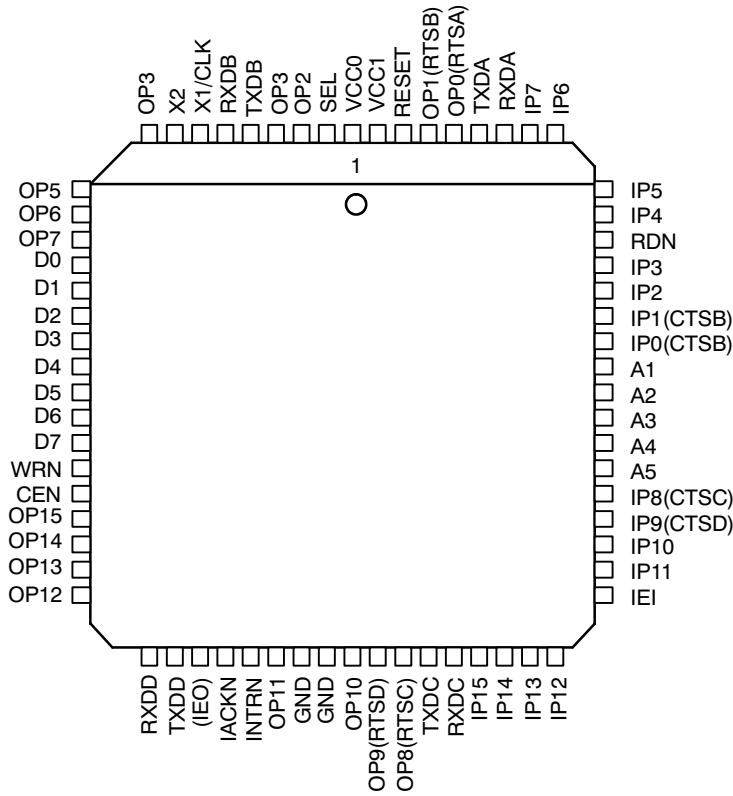 OP3
X2
X1/CLK
RXDB
TXDB
OP3
OP2
SEL
VCC0
VCC1
RESET
OP1(RTSB)
OP0(RTSA)
TXDA
RXDA
IP7
IP6
1
OP5
OP6
OP7
D0
D1
D2
D3
D4
D5
D6
D7
WRN
CEN
OP15
OP14
OP13
OP12
IP5
IP4
RDN
IP3
IP2
IP1(CTSB)
IP0(CTSB)
A1
A2
A3
A4
A5
IP8(CTSC)
IP9(CTSD)
IP10
IP11
IEI
RXDD
TXDD
(IEO)
IACKN
INTRN
OP11
GND
GND
OP10
OP9(RTSD)
OP8(RTSC)
TXDC
RXDC
IP15
IP14
IP13
IP12